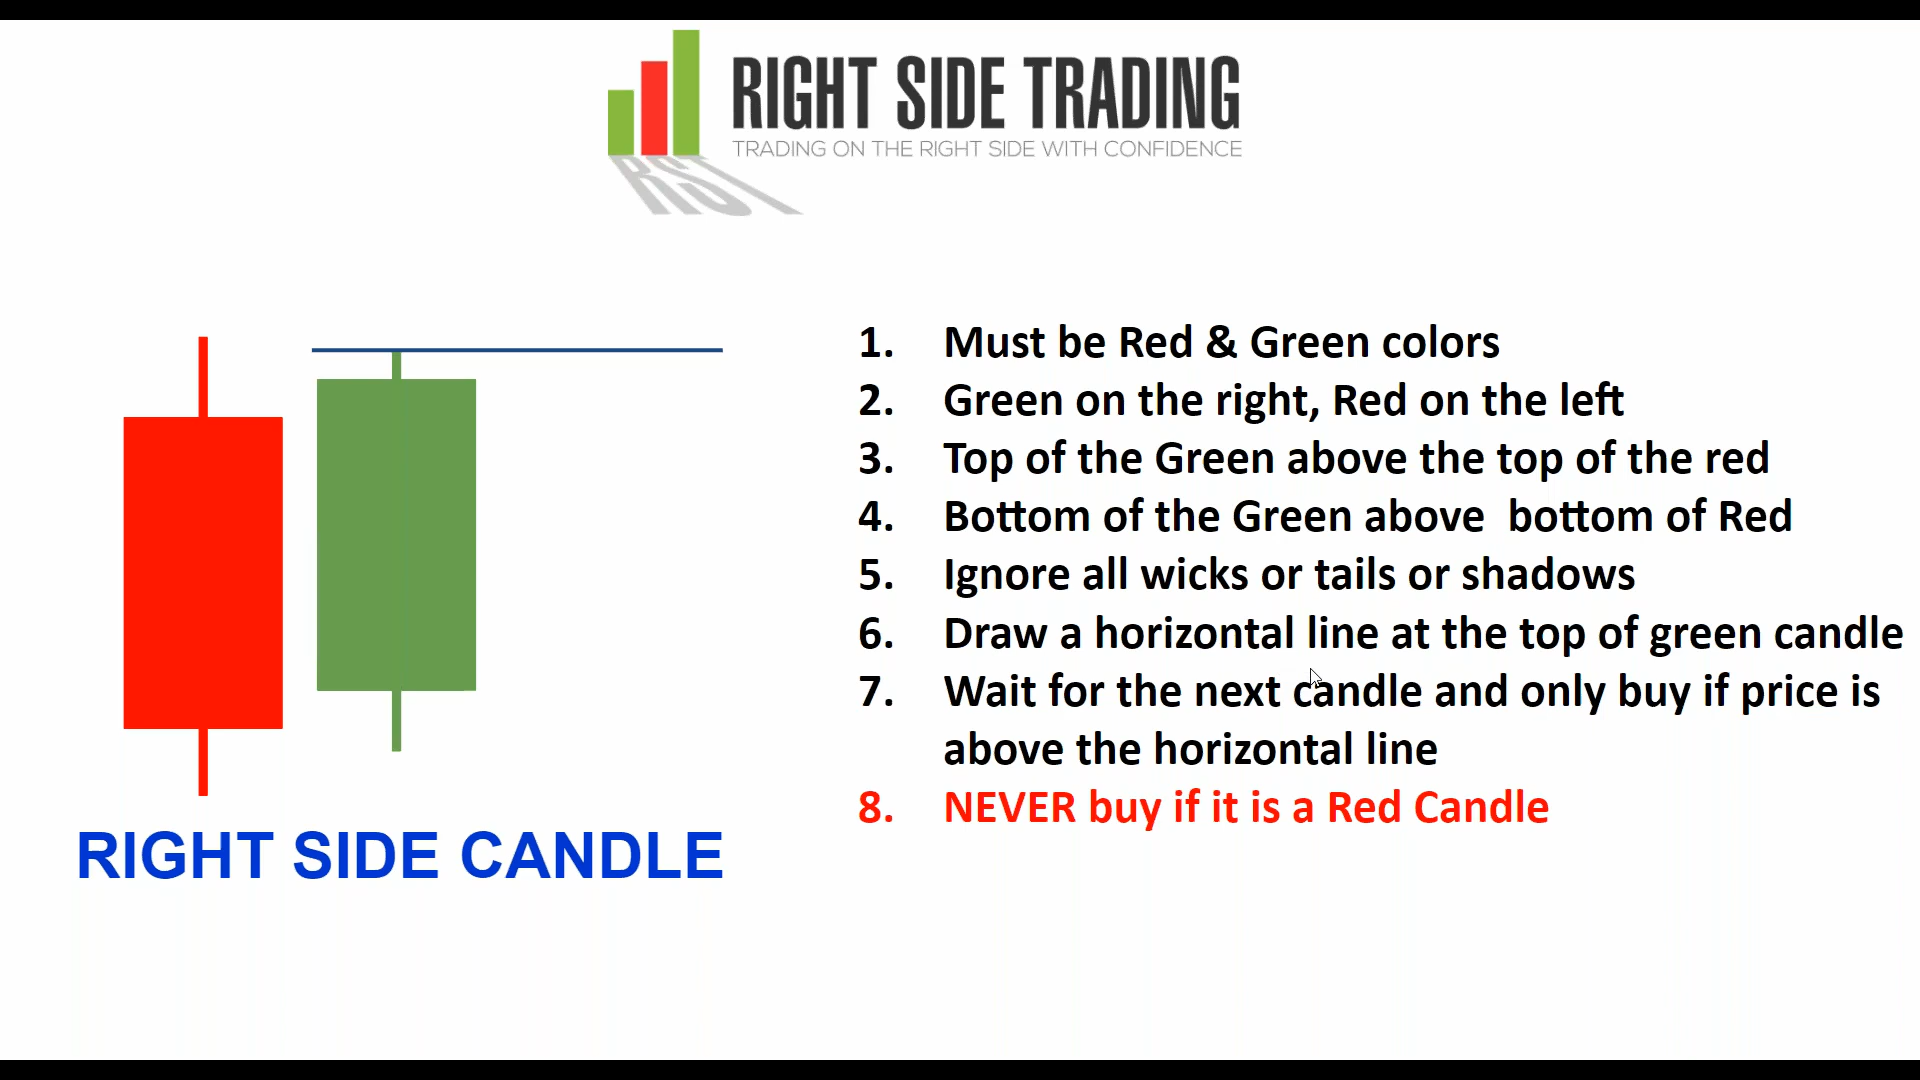 RIGHT SIDE TRADING
TRADING ON THE RIGHT SIDE WITH CONFIDENCE
RST
1. Must be Red & Green colors
2. Green on the right, Red on the left
3. Top of the Green above the top of the red
4. Bottom of the Green above bottom of Red
5. Ignore all wicks or tails or shadows
6. Draw a horizontal line at the top of green candle
7. Wait for the next candle and only buy if price is
above the horizontal line
8. NEVER buy if it is a Red Candle
RIGHT SIDE CANDLE